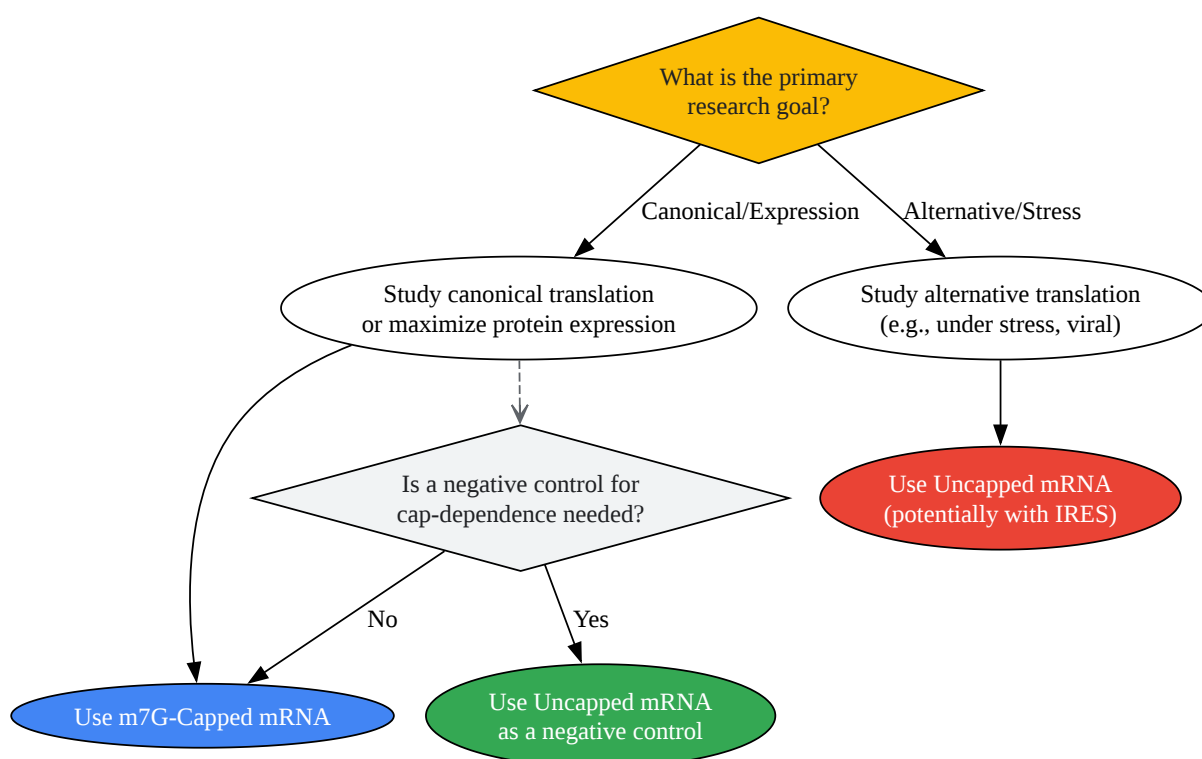 What is the primary
research goal?
Canonical/Expression
Alternative/Stress
Study canonical translation
or maximize protein expression
Study alternative translation
(e.g., under stress, viral)
Is a negative control for
cap-dependence needed?
Use Uncapped mRNA
(potentially with IRES)
No
Yes
Use m7G-Capped mRNA
Use Uncapped mRNA
as a negative control